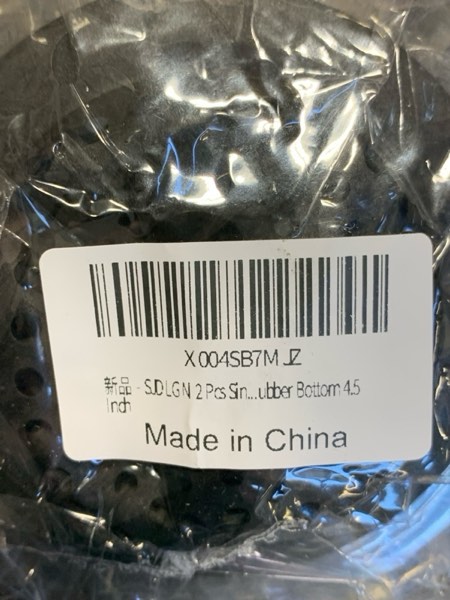 X004SB7MJZ
新品 - SJDLGN 2 Pcs Sin...ubber Bottom 4.5
Inch
Made in China